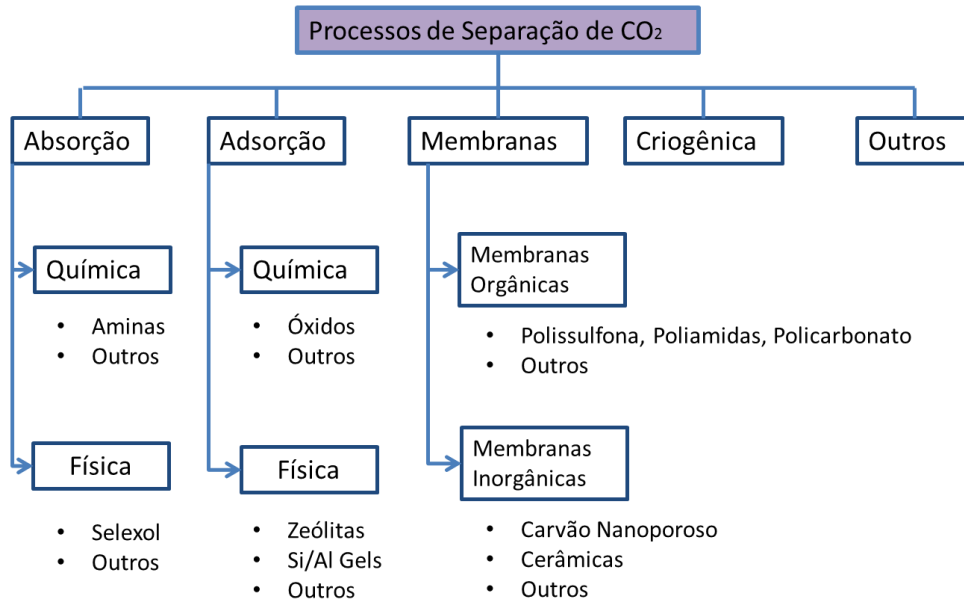 Processos de Separação de CO₂
Absorção
Adsorção
Membranas
Criogênica
Outros
Química
• Aminas
• Outros
Física
• Selexol
• Outros
Química
• Óxidos
• Outros
Física
• Zeólitas
• Si/Al Gels
• Outros
Membranas
Orgânicas
• Polissulfona, Poliamidas, Policarbonato
• Outros
Membranas
Inorgânicas
• Carvão Nanoporoso
• Cerâmicas
• Outros